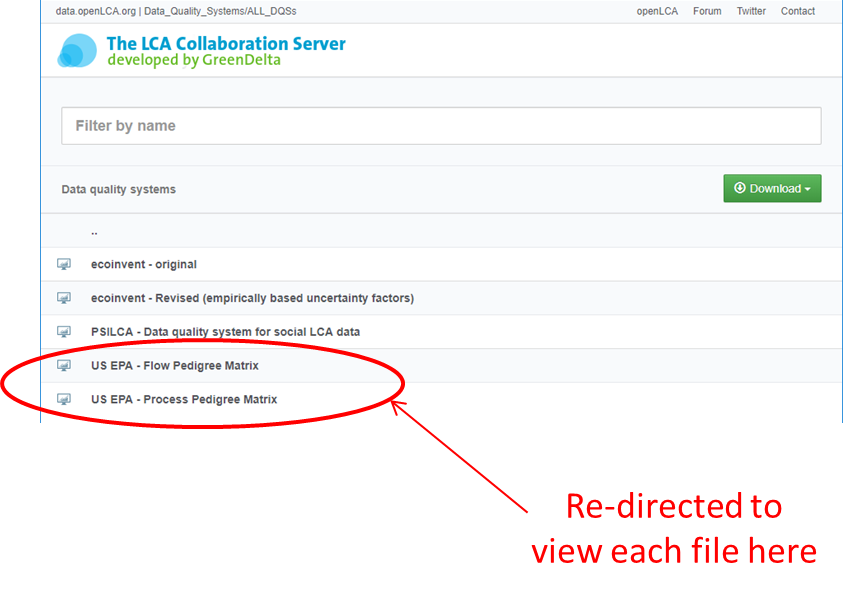 data.openLCA.org | Data_Quality_Systems/ALL_DQSs
openLCA Forum Twitter Contact
The LCA Collaboration Server
developed by GreenDelta
Filter by name
Data quality systems
Download
..
ecoinvent - original
ecoinvent - Revised (empirically based uncertainty factors)
PSILCA - Data quality system for social LCA data
US EPA - Flow Pedigree Matrix
US EPA - Process Pedigree Matrix
Re-directed to
view each file here